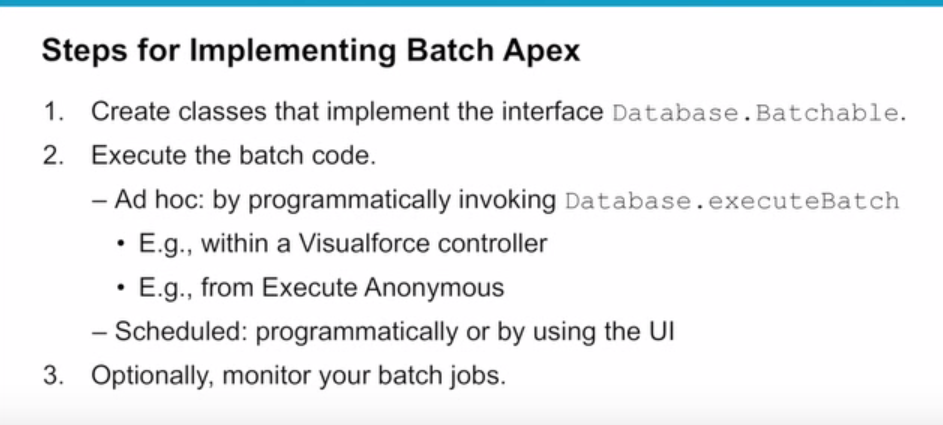 Steps for Implementing Batch Apex
1. Create classes that implement the interface Database.Batchable.
2. Execute the batch code.
– Ad hoc: by programmatically invoking Database.executeBatch
• E.g., within a Visualforce controller
• E.g., from Execute Anonymous
– Scheduled: programmatically or by using the UI
3. Optionally, monitor your batch jobs.